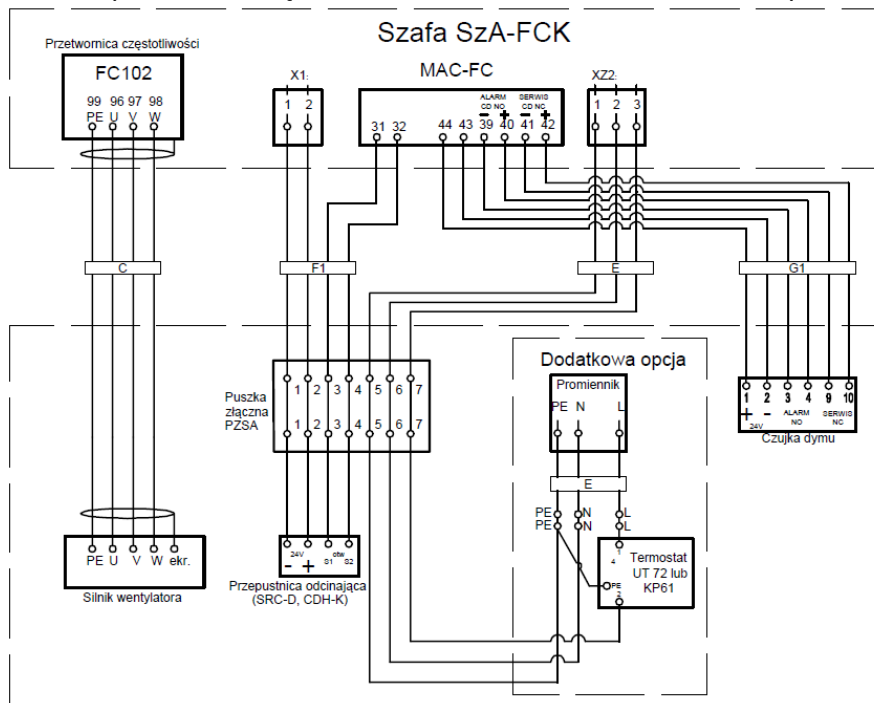 Szafa SzA-FCK
Przetwornica częstotliwości
FC102
99 96 97 98
PE U V W
X1:
1 2
MAC-FC
ALARM SERWIS
CD NO CD NC
- + - +
31 32 44 43 39 40 41 42
XZ2:
1 2 3
C
F1
E
G1
Puszka
złączna
PZSA
1 2 3 4 5 6 7
1 2 3 4 5 6 7
Dodatkowa opcja
Promiennik
PE N L
E
PE N L
PE N L
1
4
Termostat
UT 72 lub
KP61
PE
2
1 2 3 4 9 10
+ - ALARM SERWIS
24V NO NC
Czujka dymu
PE U V W ekr.
Silnik wentylatora
24V otw
- + S1 S2
Przepustnica odcinająca
(SRC-D, CDH-K)